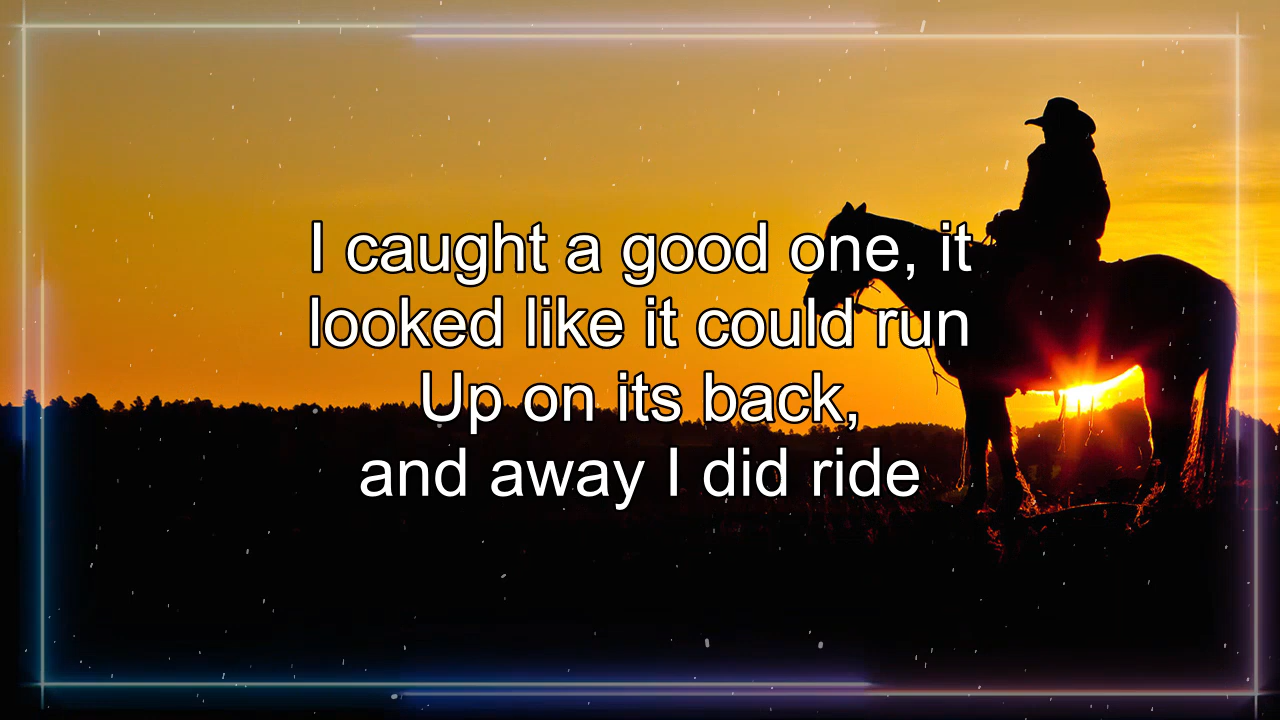 I caught a good one, it
looked like it could run
Up on its back,
and away I did ride